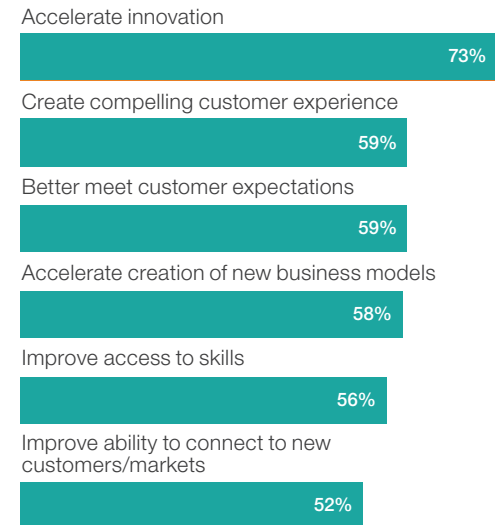 Accelerate innovation
73%
Create compelling customer experience
59%
Better meet customer expectations
59%
Accelerate creation of new business models
58%
Improve access to skills
56%
Improve ability to connect to new
customers/markets
52%